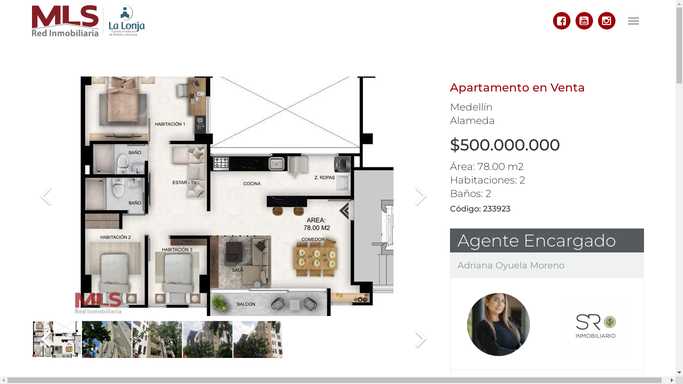 MLS
Red Inmobiliaria
La Lonja
HABITACIÓN 1
BAÑO
ESTAR - TV
COCINA
Z. ROPAS
BAÑO
AREA:
78.00 M2
COMEDOR
HABITACIÓN 2
HABITACIÓN 3
SALA
BALCÓN
MLS
Red Inmobiliaria
Apartamento en Venta
Medellín
Alameda
$500.000.000
Área: 78.00 m2
Habitaciones: 2
Baños: 2
Código: 233923
Agente Encargado
Adriana Oyuela Moreno
SR
INMOBILIARIO